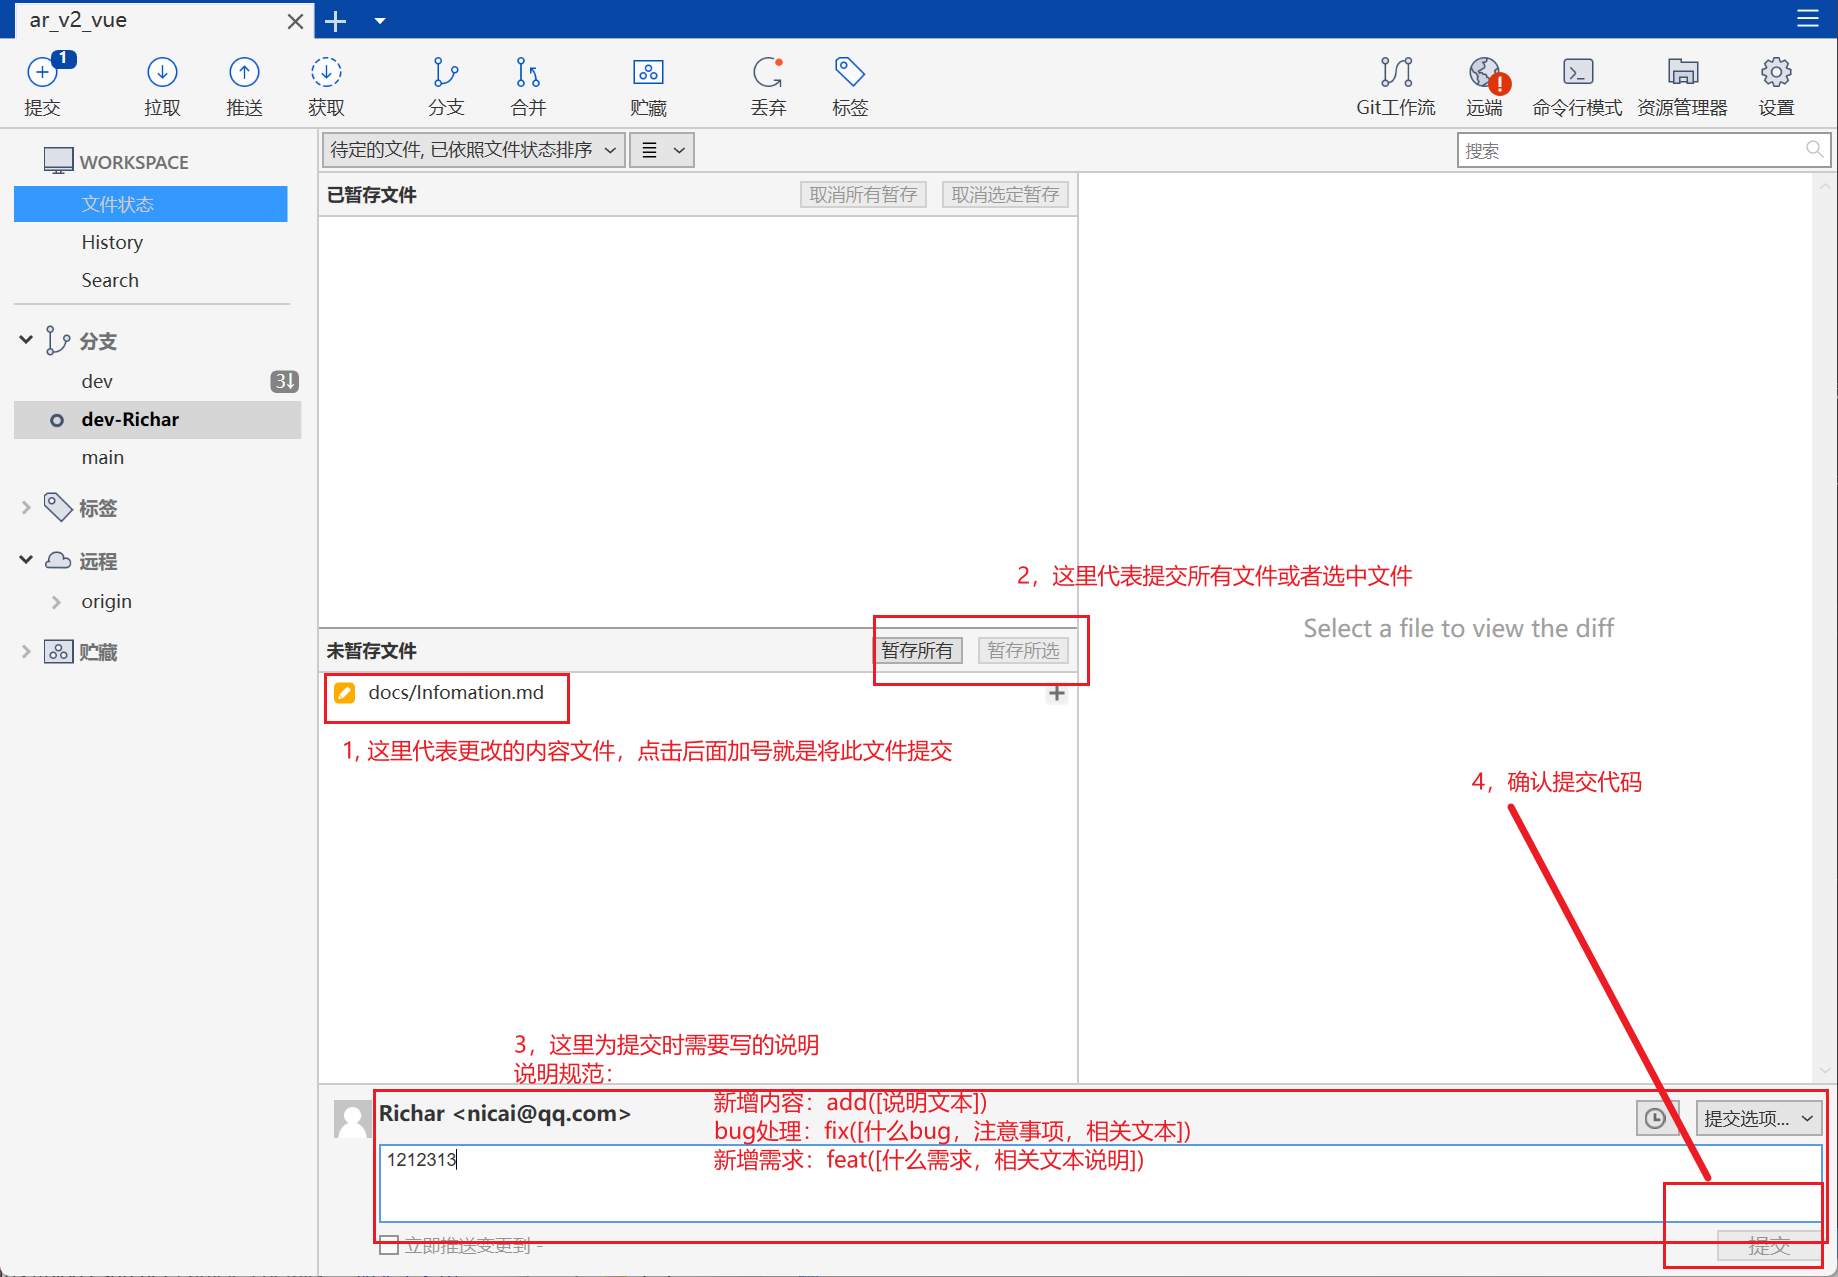 ar_v2_vue
1
提交
拉取
推送
获取
分支
合并
贮藏
丢弃
标签
Git工作流
远端
命令行模式
资源管理器
设置
WORKSPACE
文件状态
History
Search
分支
dev
3↓
dev-Richar
main
标签
远程
origin
贮藏
待定的文件, 已依照文件状态排序
搜索
已暂存文件
取消所有暂存
取消选定暂存
2，这里代表提交所有文件或者选中文件
Select a file to view the diff
未暂存文件
暂存所有
暂存所选
docs/Infomation.md
1, 这里代表更改的内容文件，点击后面加号就是将此文件提交
4，确认提交代码
3，这里为提交时需要写的说明
说明规范：
Richar <nicai@qq.com>
新增内容：add([说明文本])
bug处理：fix([什么bug，注意事项，相关文本])
新增需求：feat([什么需求，相关文本说明])
提交选项...
1212313
立即推送变更到 -
提交